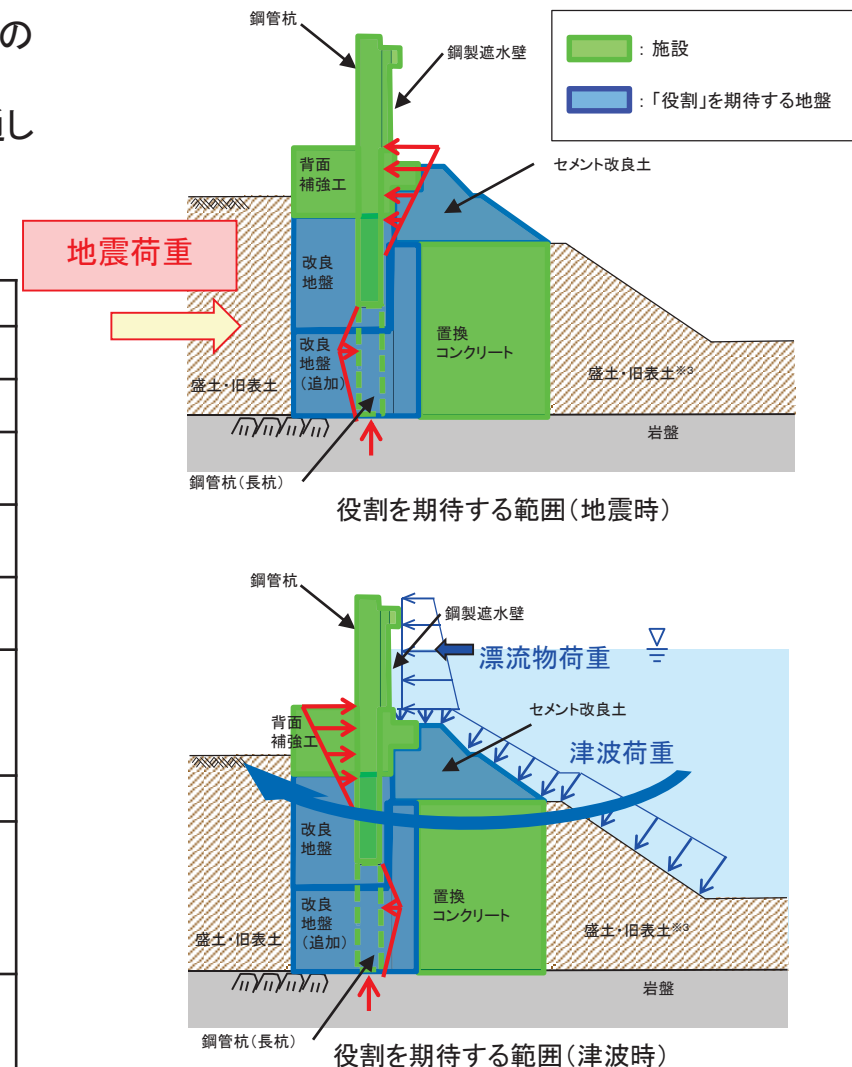 の
通し
鋼管杭
鋼製遮水壁
: 施設
: 「役割」を期待する地盤
背面
補強工
セメント改良土
地震荷重
改良
地盤
改良
地盤
(追加)
置換
コンクリート
盛土・旧表土
盛土・旧表土※3
岩盤
鋼管杭(長杭)
役割を期待する範囲(地震時)
鋼管杭
鋼製遮水壁
漂流物荷重
背面
補強工
セメント改良土
津波荷重
改良
地盤
改良
地盤
(追加)
置換
コンクリート
盛土・旧表土
盛土・旧表土※3
岩盤
鋼管杭(長杭)
役割を期待する範囲(津波時)